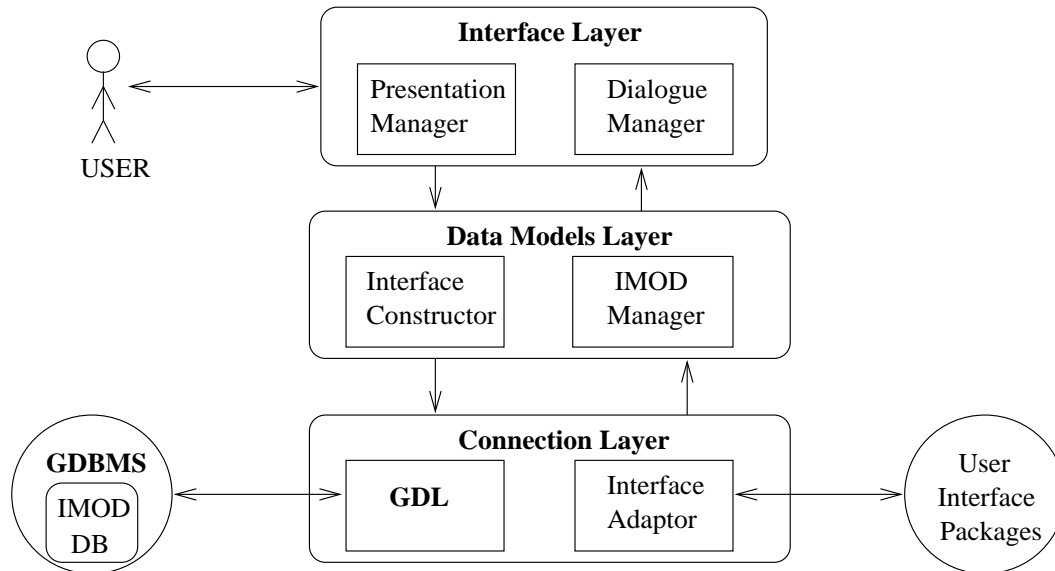 Interface Layer
Presentation
Manager
Dialogue
Manager
USER
Data Models Layer
Interface
Constructor
IMOD
Manager
Connection Layer
GDBMS
IMOD
DB
GDL
Interface
Adaptor
User
Interface
Packages